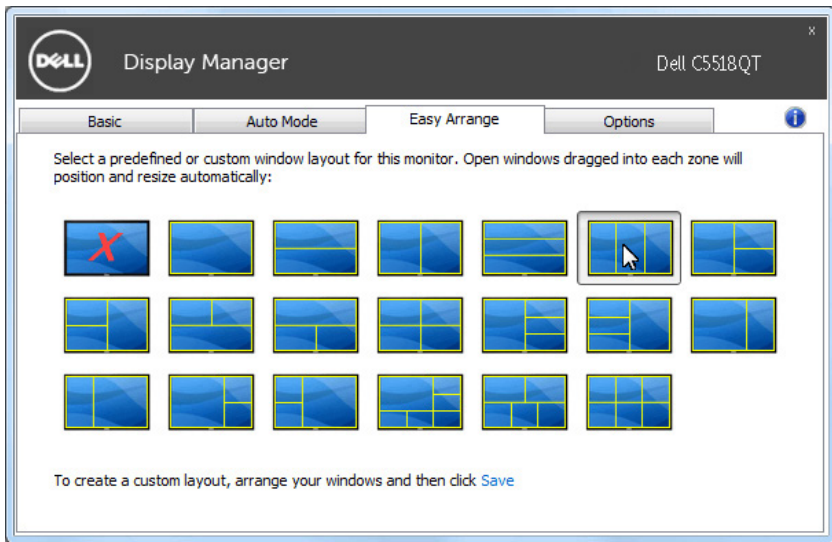 DELL
Display Manager
Dell C5518QT
x
Basic
Auto Mode
Easy Arrange
Options
i
Select a predefined or custom window layout for this monitor. Open windows dragged into each zone will
position and resize automatically:
X
To create a custom layout, arrange your windows and then click Save